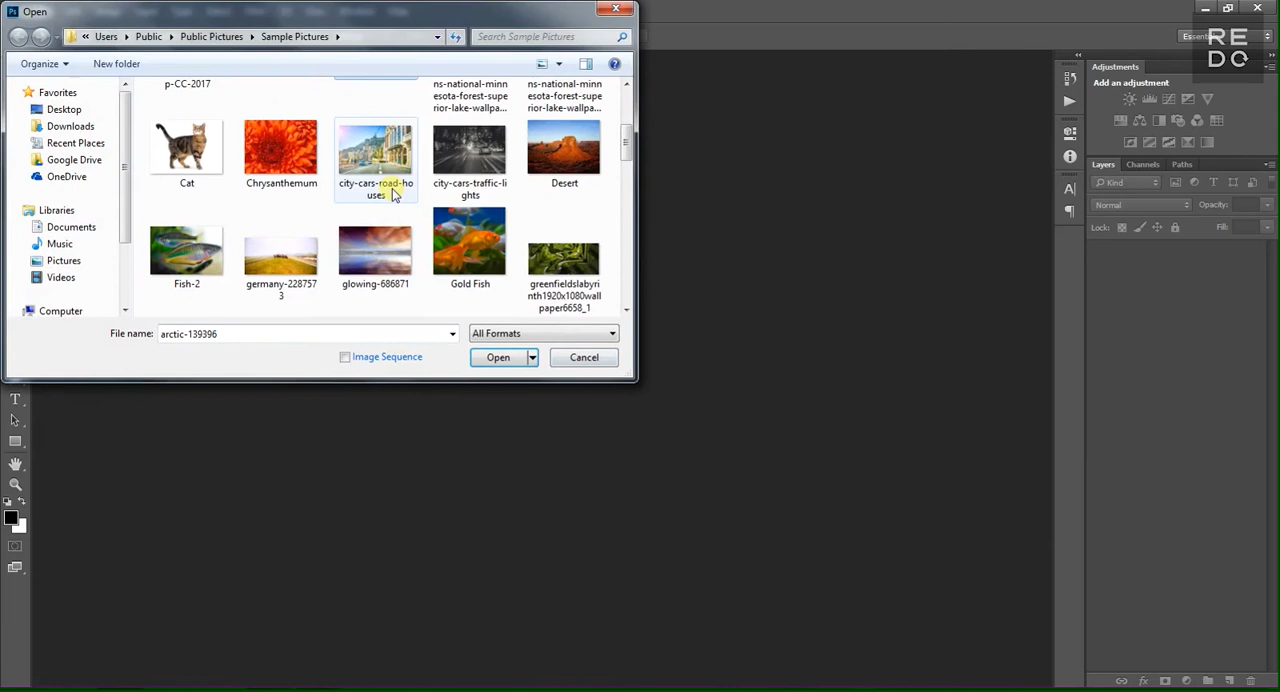 Ps Open
« Users Public Public Pictures Sample Pictures Search Sample Pictures
RE
DO
Essenti
Organize New folder
Adjustments
Add an adjustment
p-CC-2017
ns-national-minn
esota-forest-supe
rior-lake-wallpa...
ns-national-minn
esota-forest-supe
rior-lake-wallpa...
Favorites
Desktop
Downloads
Recent Places
Google Drive
OneDrive
Libraries
Documents
Music
Pictures
Videos
Computer
Cat
Chrysanthemum
city-cars-road-ho
uses
city-cars-traffic-li
ghts
Desert
Fish-2
germany-228757
3
glowing-686871
Gold Fish
greenfieldslabyri
nth1920x1080wall
paper6658_1
File name: arctic-139396 All Formats
Image Sequence Open Cancel
Layers Channels Paths
Kind
Normal Opacity:
Lock: Fill: